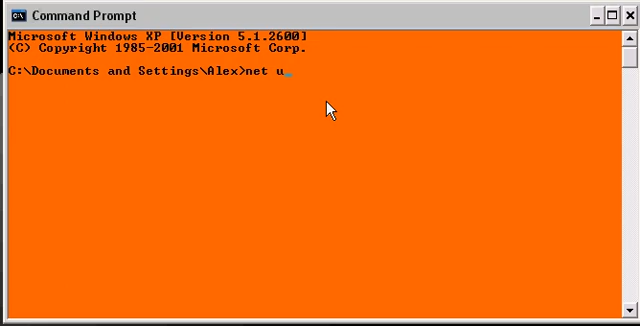 Command Prompt
Microsoft Windows XP [Version 5.1.2600]
(C) Copyright 1985-2001 Microsoft Corp.
C:\Documents and Settings\Alex>net u_